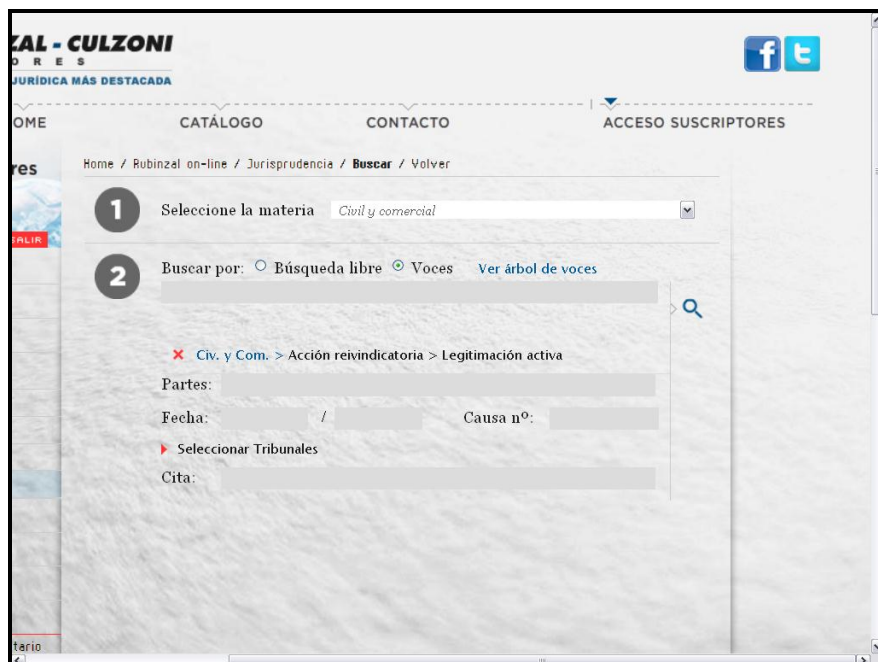 ZAL - CULZONI
O R E S
JURÍDICA MÁS DESTACADA
OME CATÁLOGO CONTACTO ACCESO SUSCRIPTORES
res
Home / Rubinzal on-line / Jurisprudencia / Buscar / Volver
1 Seleccione la materia Civil y comercial
SALIR
2 Buscar por: Búsqueda libre Voces Ver árbol de voces
Civ. y Com. > Acción reivindicatoria > Legitimación activa
Partes:
Fecha: / Causa nº:
Seleccionar Tribunales
Cita:
tario